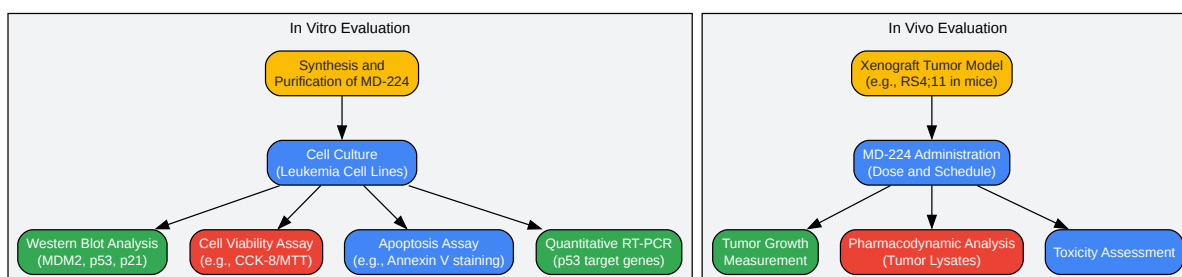 In Vitro Evaluation
Synthesis and
Purification of MD-224
Cell Culture
(Leukemia Cell Lines)
Western Blot Analysis
(MDM2, p53, p21)
Cell Viability Assay
(e.g., CCK-8/MTT)
Apoptosis Assay
(e.g., Annexin V staining)
Quantitative RT-PCR
(p53 target genes)
In Vivo Evaluation
Xenograft Tumor Model
(e.g., RS4;11 in mice)
MD-224 Administration
(Dose and Schedule)
Tumor Growth
Measurement
Pharmacodynamic Analysis
(Tumor Lysates)
Toxicity Assessment